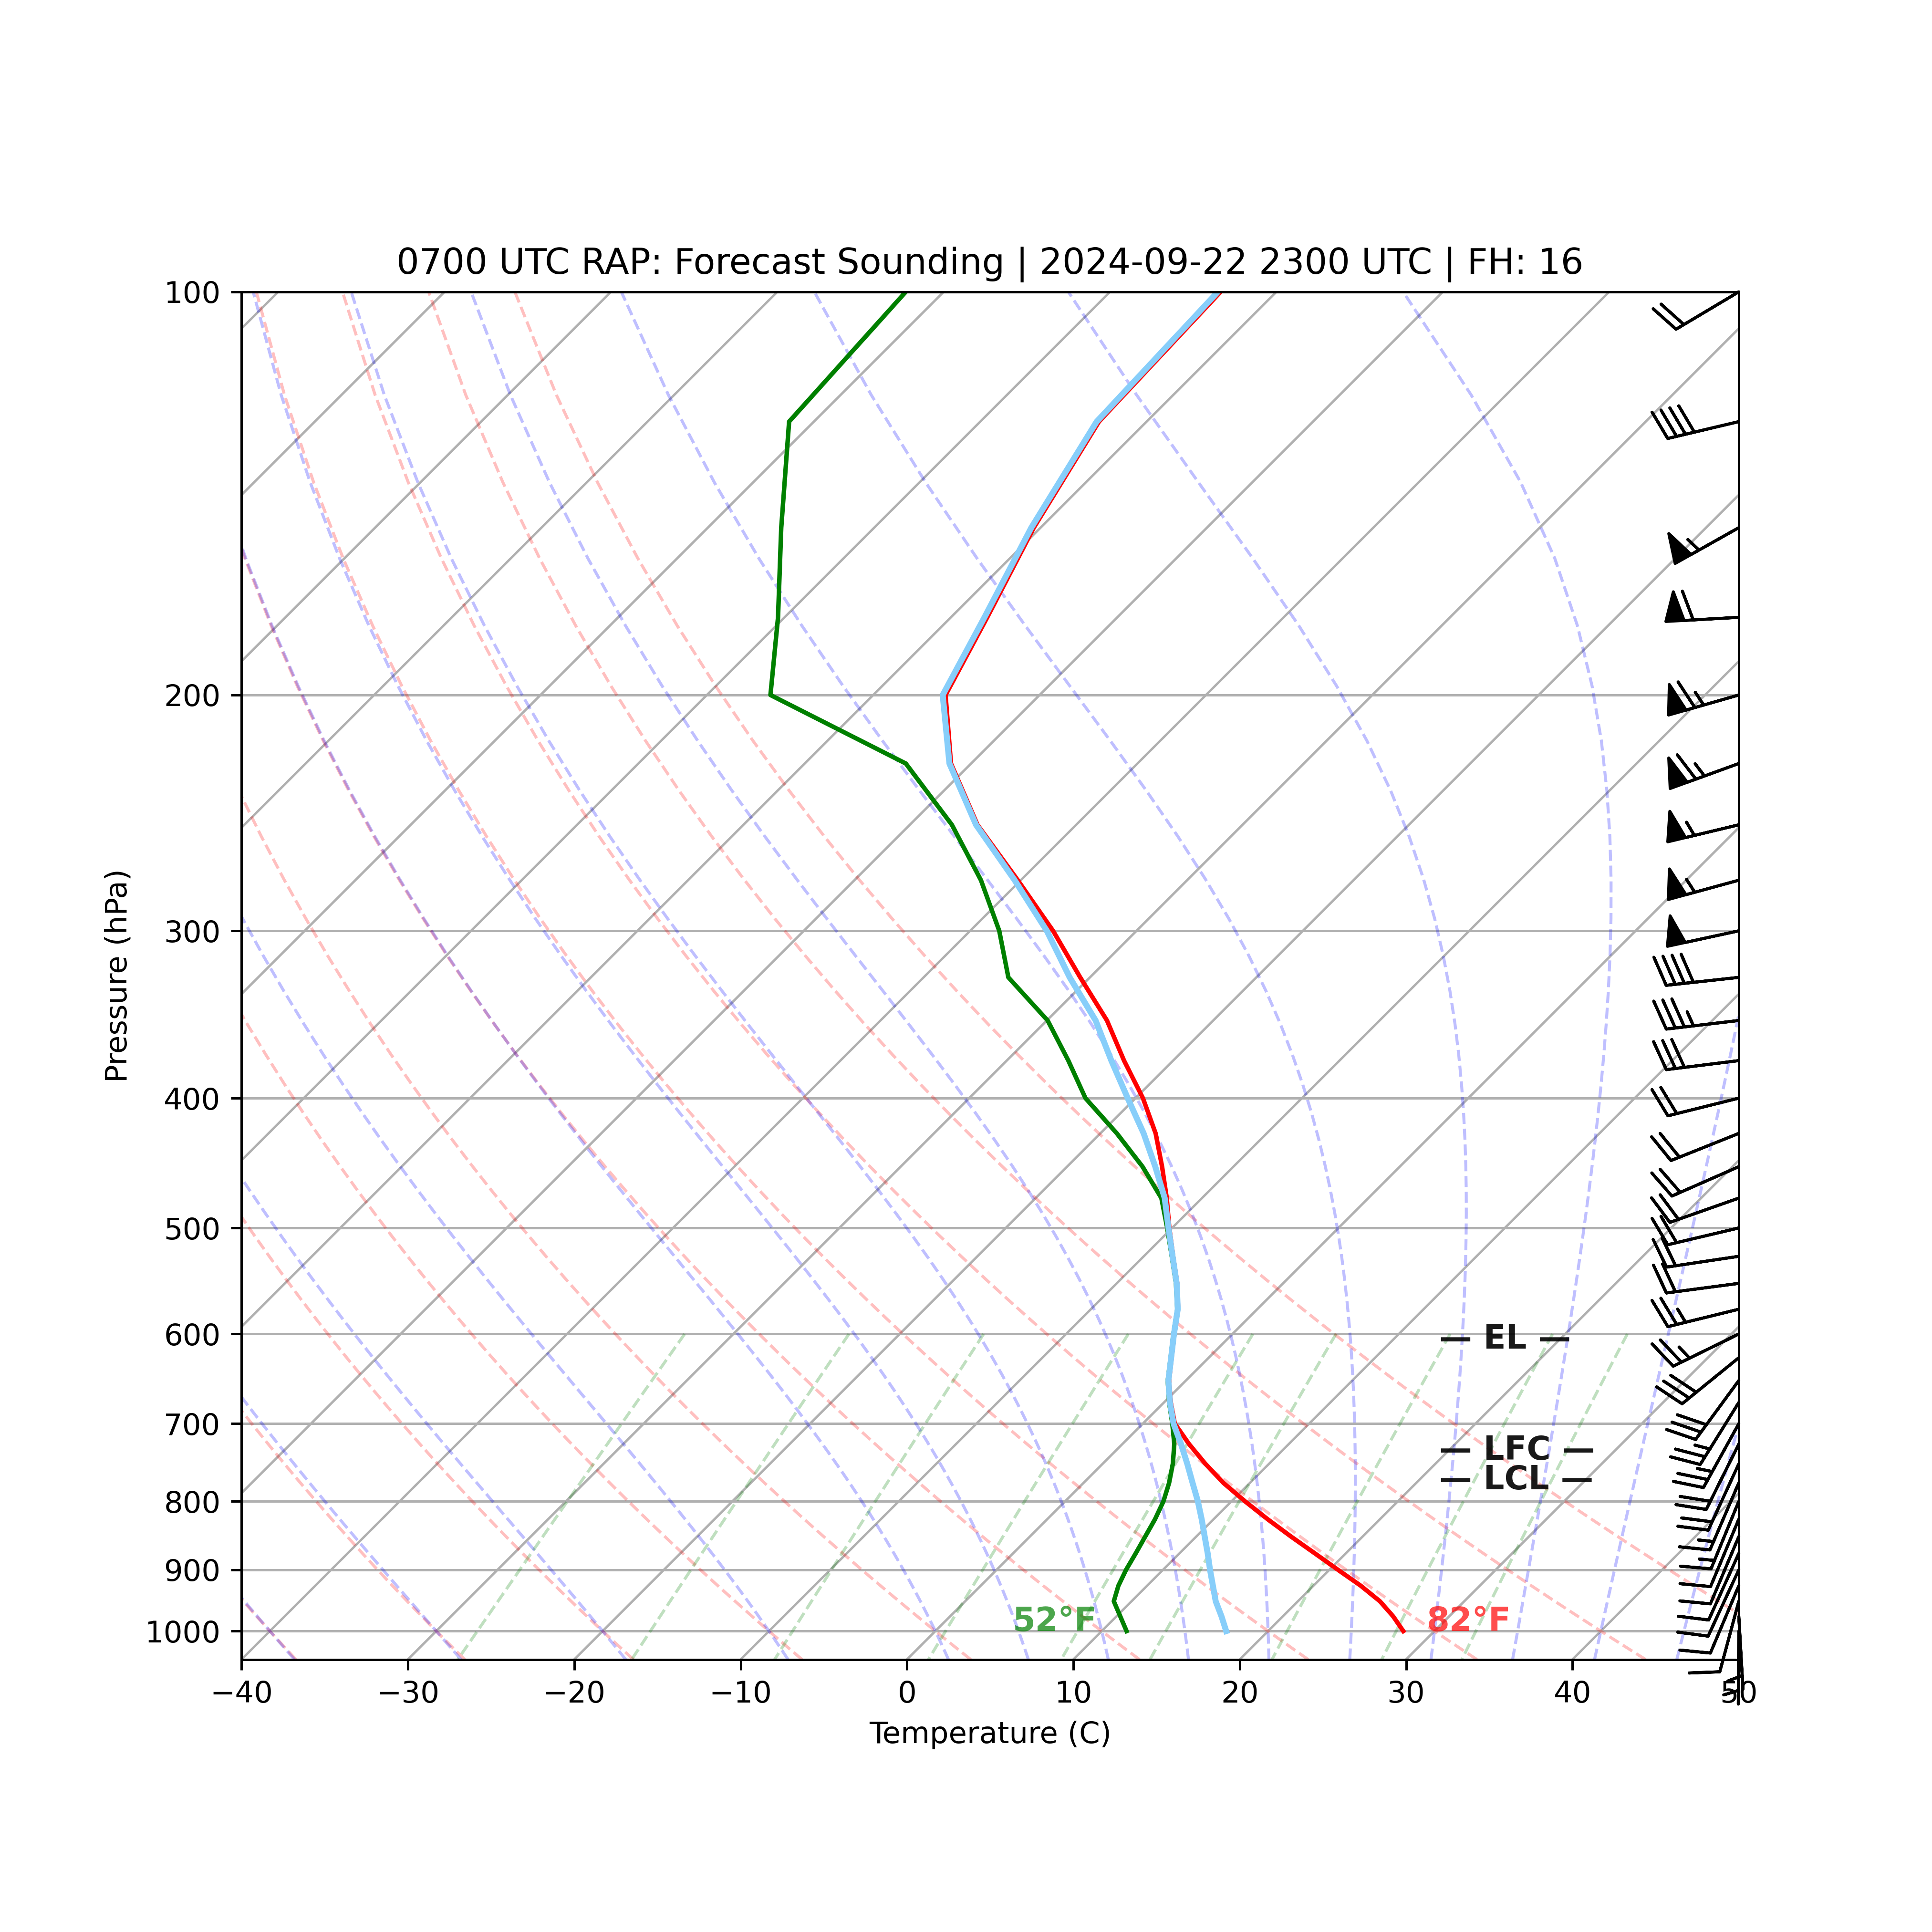 0700 UTC RAP: Forecast Sounding | 2024-09-22 2300 UTC | FH: 16
100
200
300
400
500
600
700
800
900
1000
Pressure (hPa)
— EL —
— LFC —
— LCL —
52°F
82°F
−40 −30 −20 −10 0 10 20 30 40 50
Temperature (C)